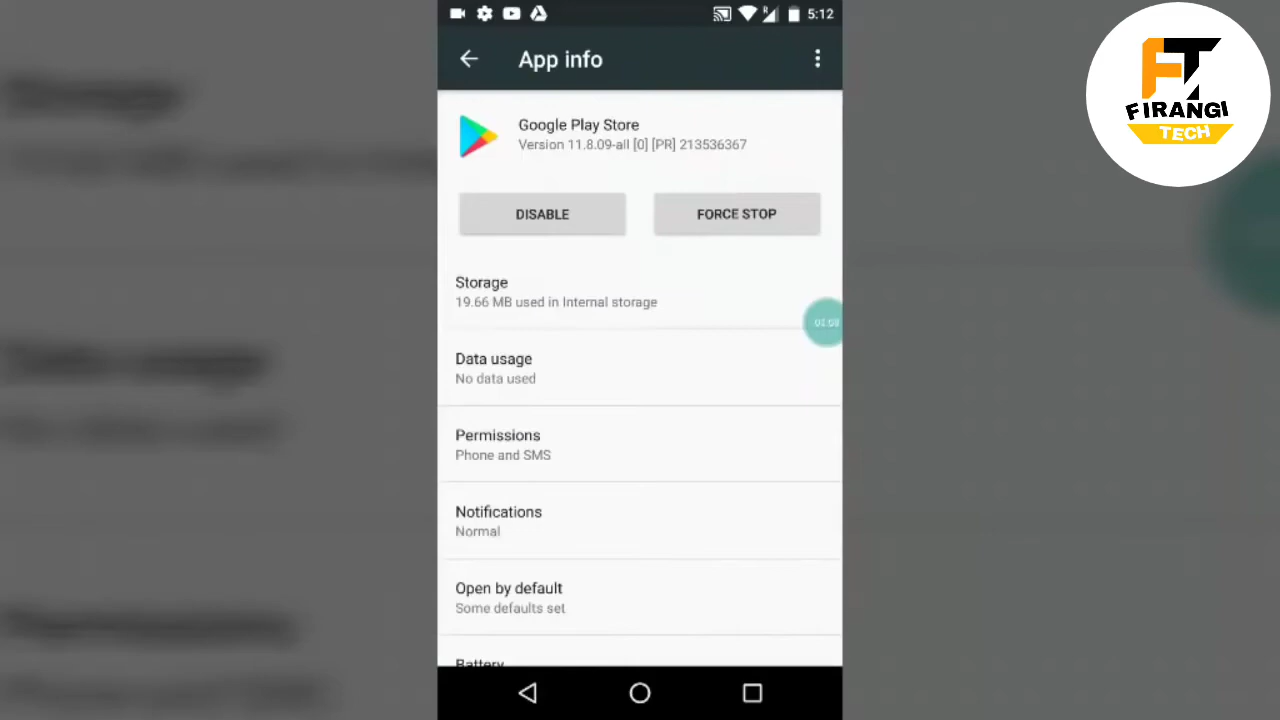 5:12
App info
Google Play Store
Version 11.8.09-all [0] [PR] 213536367
DISABLE
FORCE STOP
Storage
19.66 MB used in Internal storage
Data usage
No data used
Permissions
Phone and SMS
Notifications
Normal
Open by default
Some defaults set
Battery
FT
FIRANGI
TECH